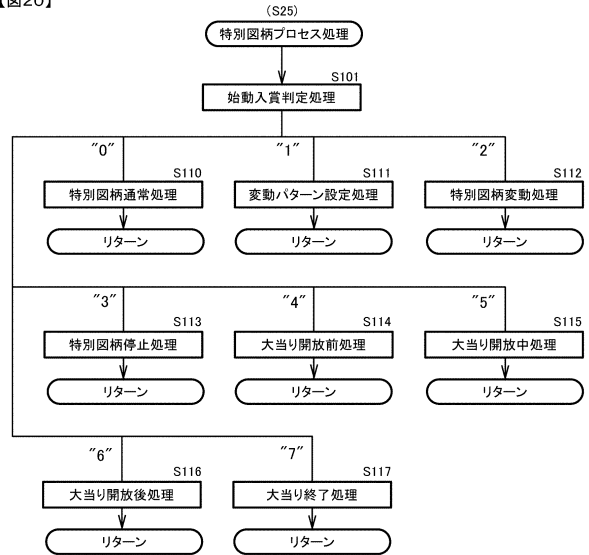 【図20】
(S25)
特別図柄プロセス処理
S101
始動入賞判定処理
"0" "1" "2"
S110 S111 S112
特別図柄通常処理 変動パターン設定処理 特別図柄変動処理
リターン リターン リターン
"3" "4" "5"
S113 S114 S115
特別図柄停止処理 大当り開放前処理 大当り開放中処理
リターン リターン リターン
"6" "7"
S116 S117
大当り開放後処理 大当り終了処理
リターン リターン